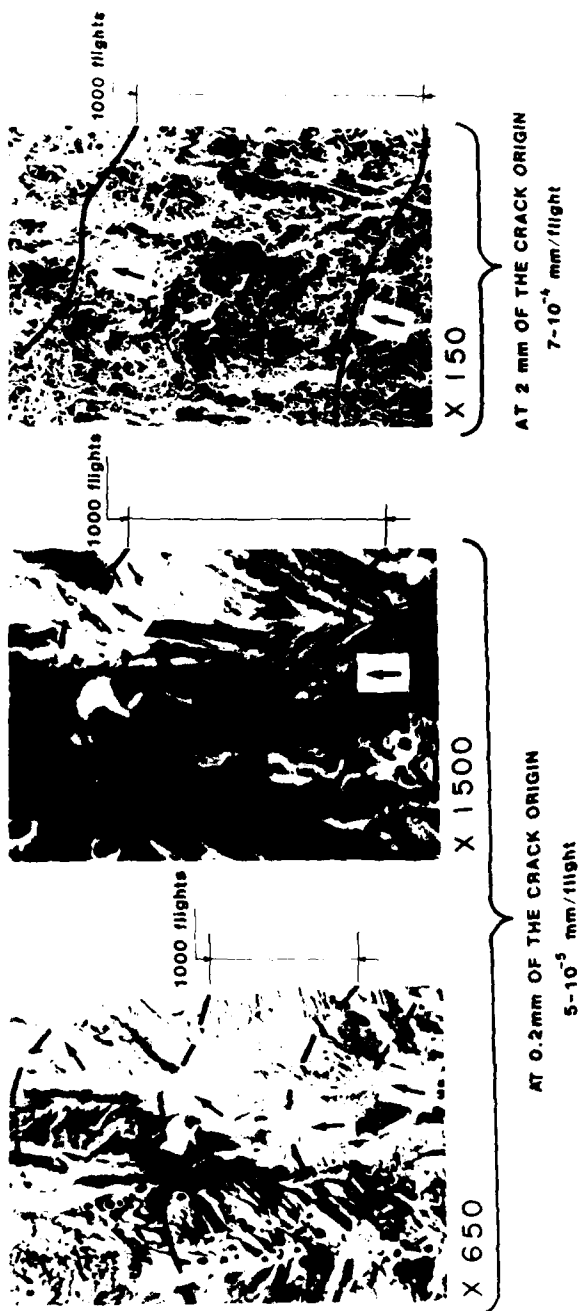 1000 flights
1000 flights
1000 flights
X 650
X 1500
X 150
AT 0.2mm OF THE CRACK ORIGIN
5-10⁻⁵ mm/flight
AT 2 mm OF THE CRACK ORIGIN
7-10⁻⁴ mm/flight